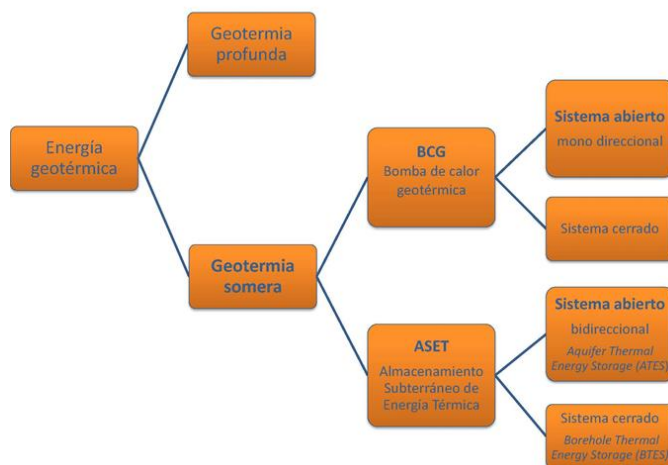 Geotermia
profunda
Energía
geotérmica
Geotermia
somera
BCG
Bomba de calor
geotérmica
Sistema abierto
mono direccional
Sistema cerrado
ASET
Almacenamiento
Subterráneo de
Energía Térmica
Sistema abierto
bidireccional
Aquifer Thermal
Energy Storage (ATES)
Sistema cerrado
Borehole Thermal
Energy Storage (BTES)